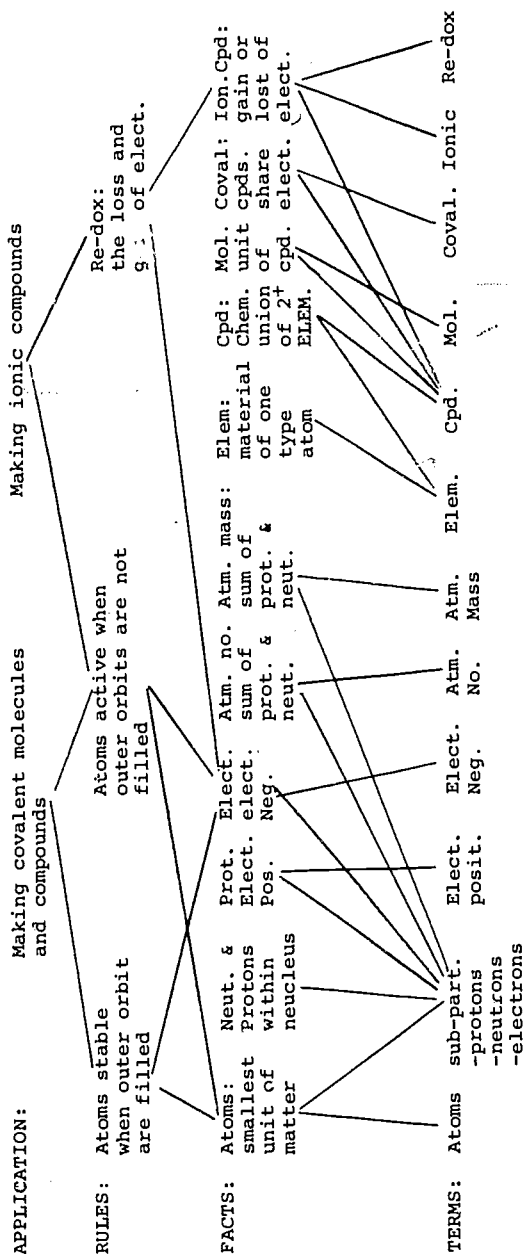 APPLICATION:
Making covalent molecules
and compounds
Making ionic compounds
RULES:
Atoms stable
when outer orbit
are filled
Atoms active when
outer orbits are not
filled
Re-dox:
the loss and
of elect.
FACTS:
Atoms:
smallest
unit of
matter
Neut. &
Protons
within
neucleus
Prot.
Elect.
Pos.
Elect.
elect.
Neg.
Atm. no.
sum of
prot. &
neut.
Atm. mass:
sum of
prot. &
neut.
Elem:
material
of one
type
atom
Cpd:
Chem.
union
of 2+
ELEM.
Mol.
unit
of
cpd.
Coval:
cpds.
share
elect.
Ion.Cpd:
gain or
lost of
elect.
TERMS:
Atoms
sub-part.
-protons
-neutrons
-electrons
Elect.
posit.
Elect.
Neg.
Atm.
No.
Atm.
Mass
Elem.
Cpd.
Mol.
Coval.
Ionic
Re-dox